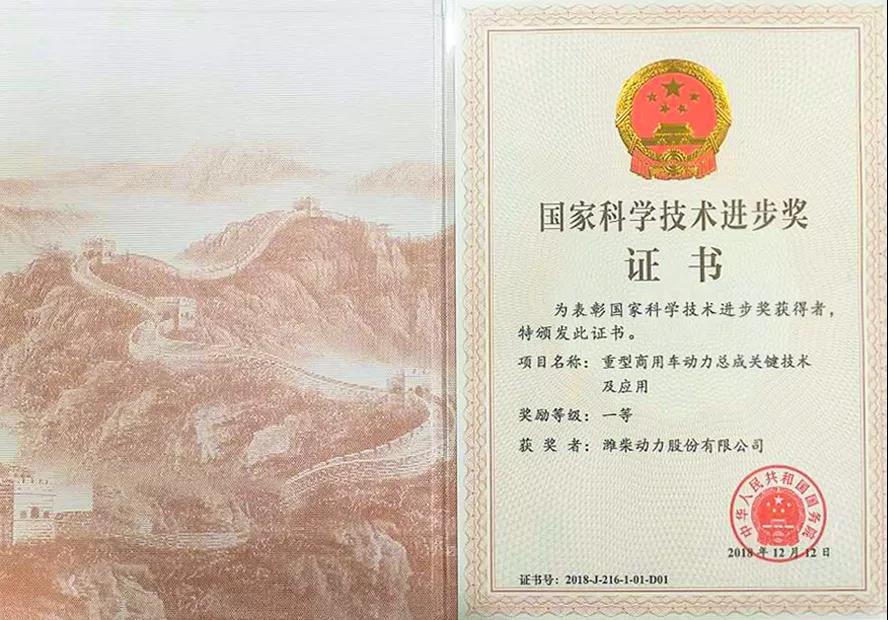 国家科学技术进步奖
证书
为表彰国家科学技术进步奖获得者，
特颁发此证书。
项目名称：重型商用车动力总成关键技术
及应用
奖励等级：一等
获奖者：潍柴动力股份有限公司
中华人民共和国国务院
2018年12月12日
证书号：2018-J-216-1-01-D01